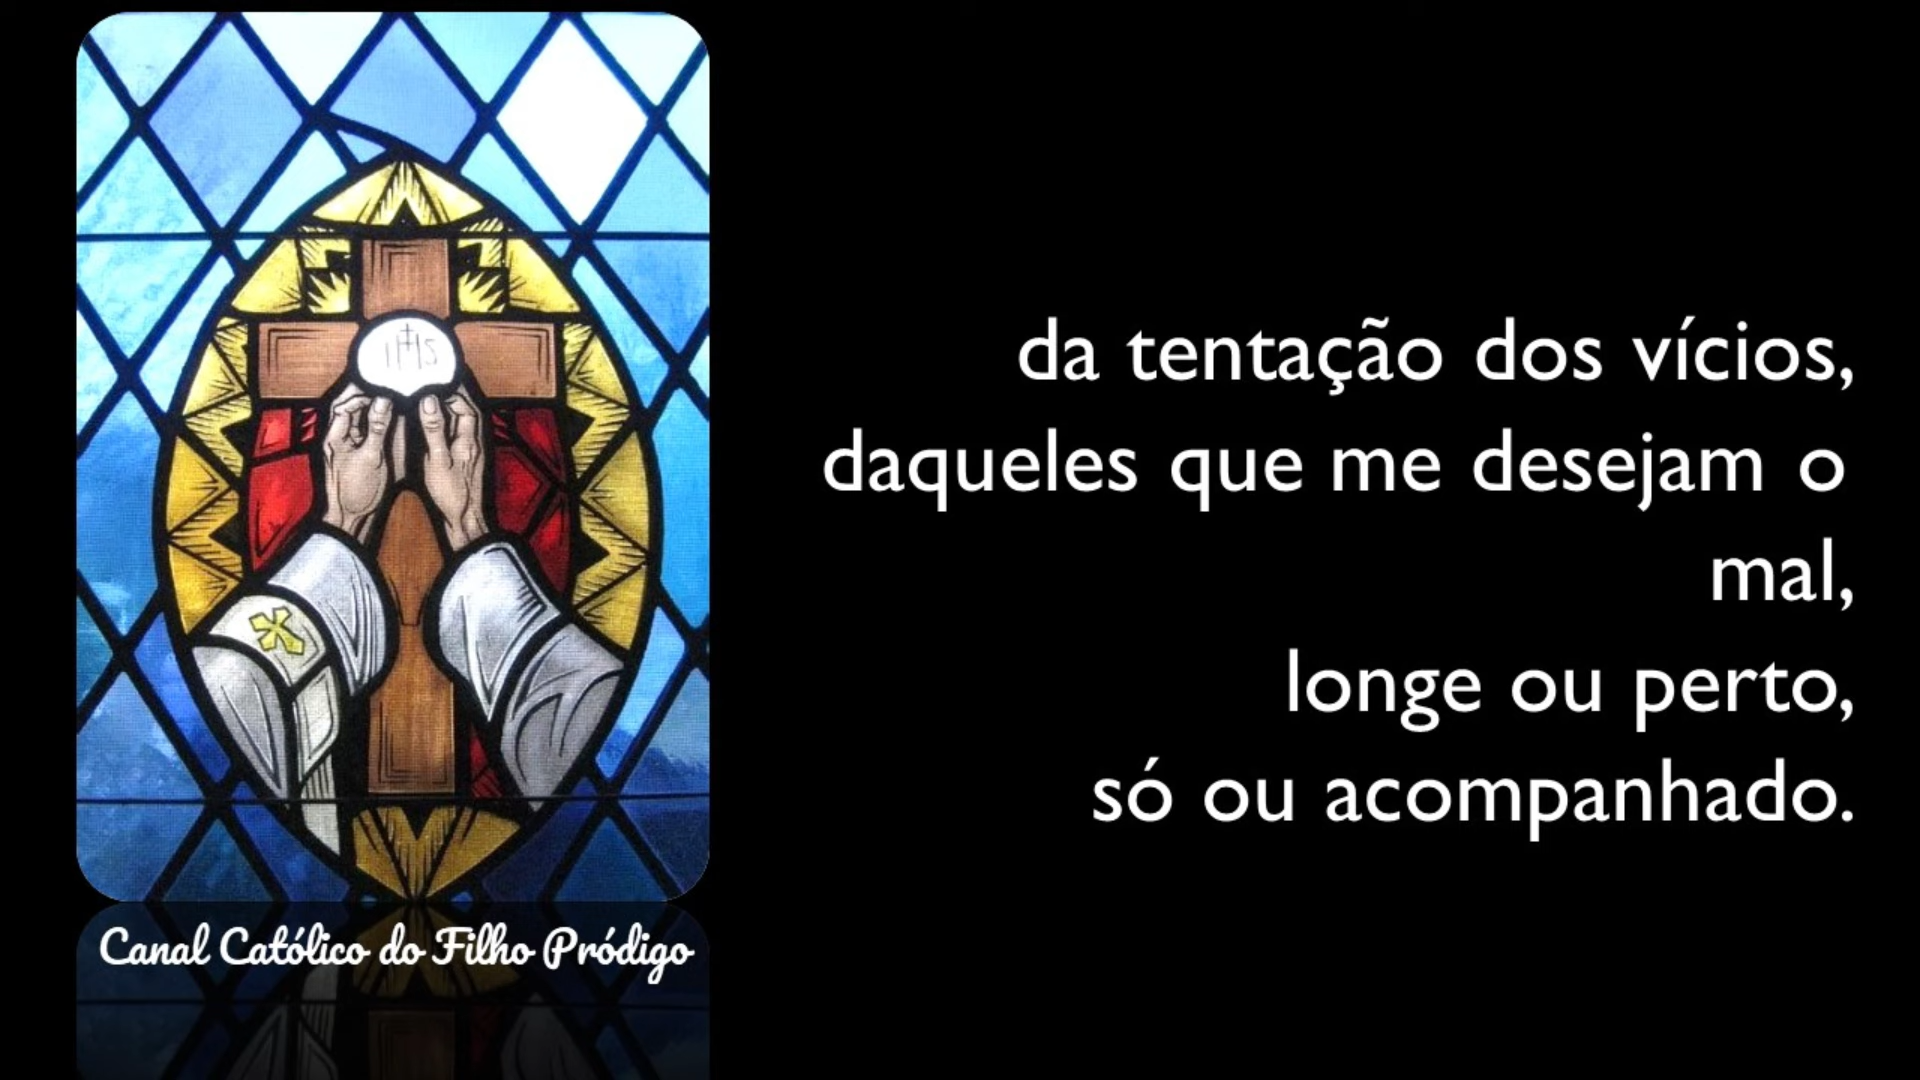 IHS
da tentação dos vícios,
daqueles que me desejam o
mal,
longe ou perto,
só ou acompanhado.
Canal Católico do Filho Pródigo